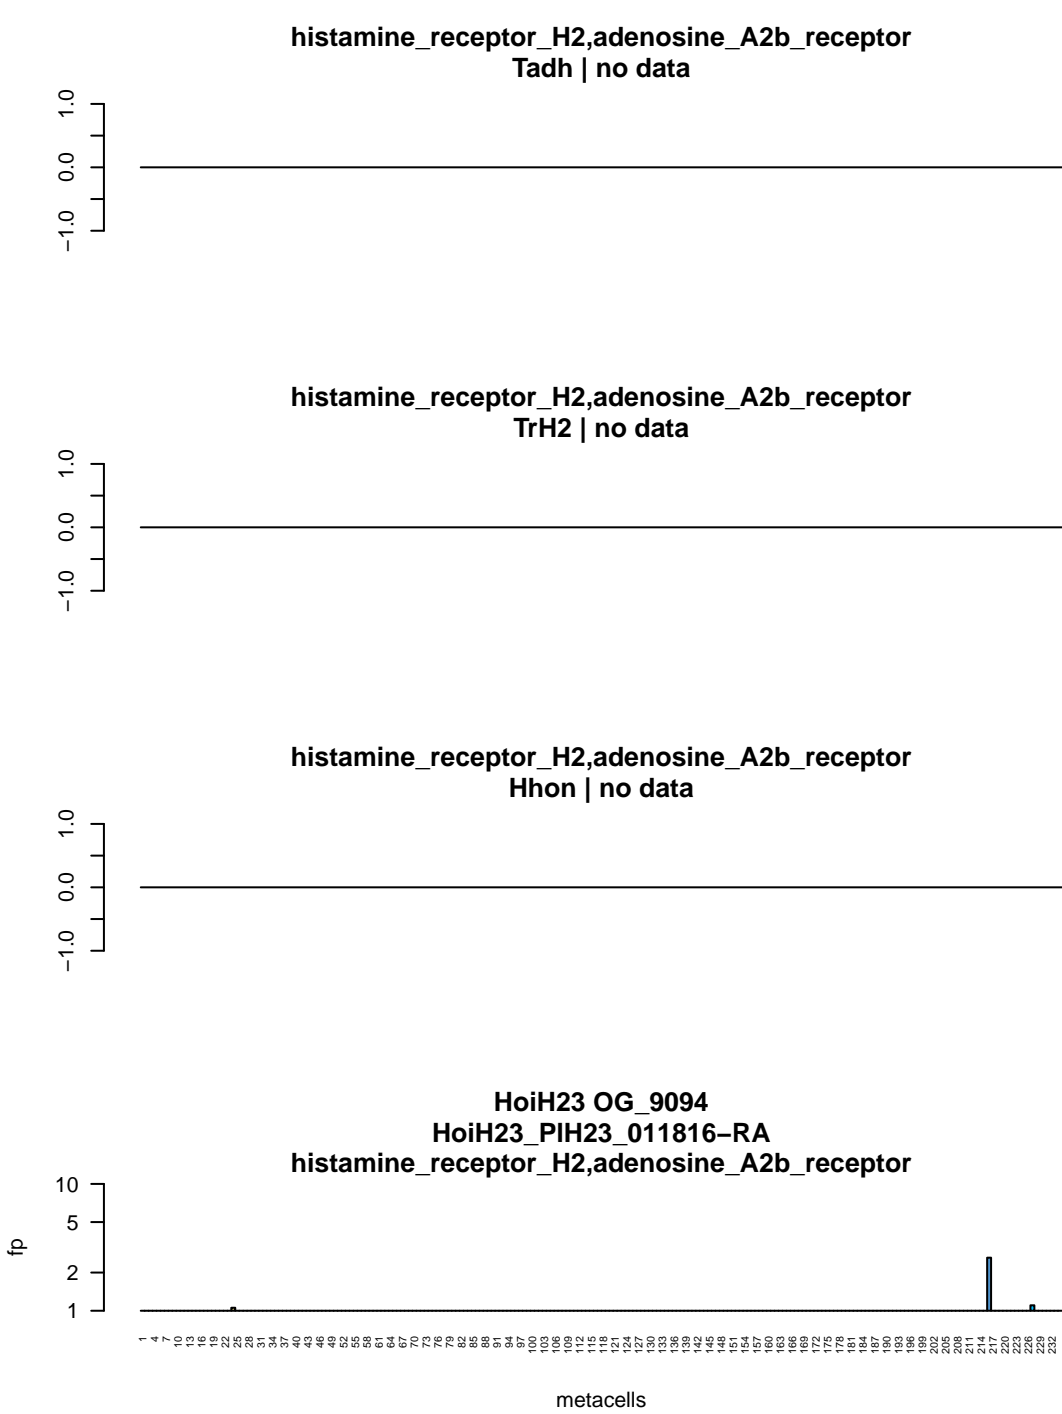 histamine_receptor_H2,adenosine_A2b_receptor
Tadh | no data
1.0
0.0
−1.0
histamine_receptor_H2,adenosine_A2b_receptor
TrH2 | no data
1.0
0.0
−1.0
histamine_receptor_H2,adenosine_A2b_receptor
Hhon | no data
1.0
0.0
−1.0
HoiH23 OG_9094
HoiH23_PIH23_011816−RA
histamine_receptor_H2,adenosine_A2b_receptor
10
5
2
1
fp
1 4 7 10 13 16 19 22 25 28 31 34 37 40 43 46 49 52 55 58 61 64 67 70 73 76 79 82 85 88 91 94 97 100 103 106 109 112 115 118 121 124 127 130 133 136 139 142 145 148 151 154 157 160 163 166 169 172 175 178 181 184 187 190 193 196 199 202 205 208 211 214 217 220 223 226 229 232
metacells